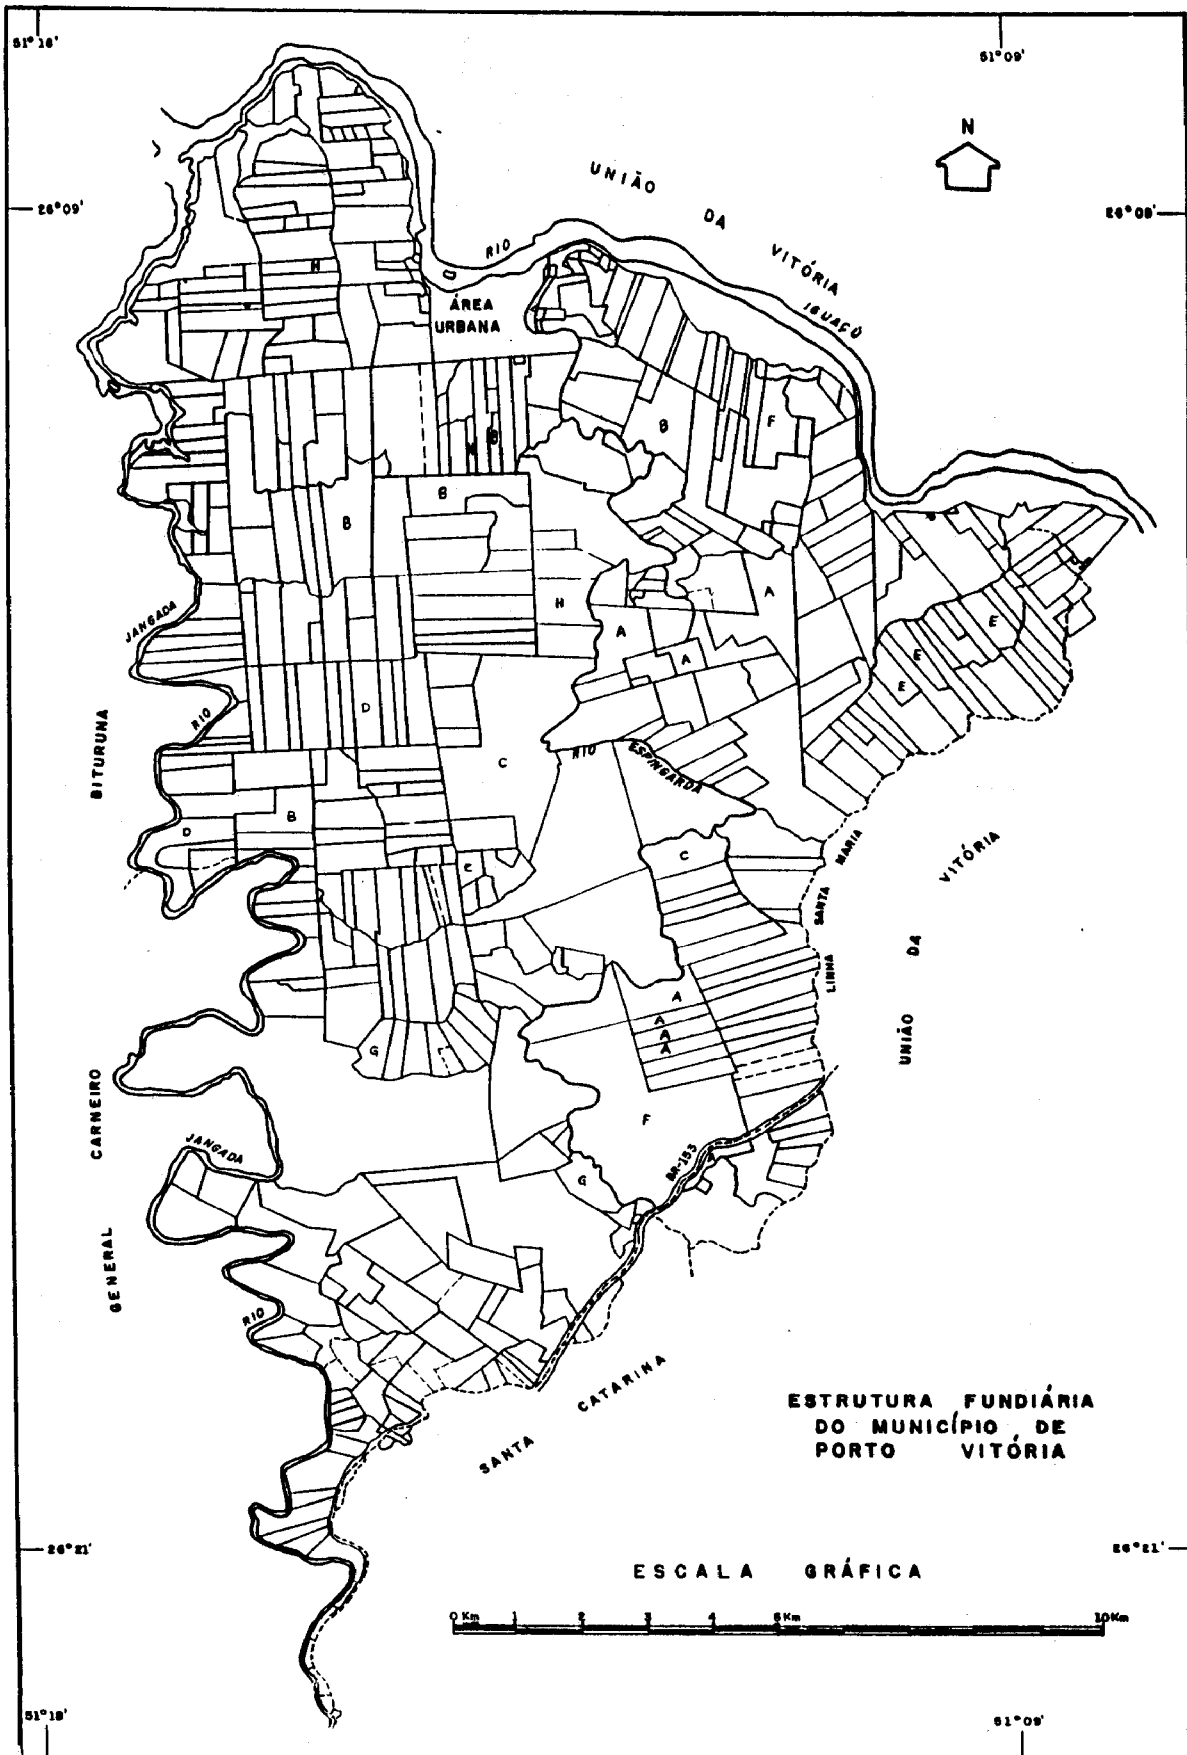 51°18'
51°09'
N
26°09'
26°09'
UNIÃO
DA
VITÓRIA
RIO
IGUAÇÚ
ÁREA
URBANA
H
B
F
B
B
B
H
A
A
A
E
E
E
JANGADA
RIO
BITURUNA
D
C
RIO
ESPINGARDA
D
B
C
C
MARIA
SANTA
LINHA
UNIÃO
DA
VITÓRIA
A
A
A
A
G
F
G
BR-153
GENERAL
CARNEIRO
JANGADA
RIO
SANTA
CATARINA
ESTRUTURA FUNDIÁRIA
DO MUNICÍPIO DE
PORTO VITÓRIA
26°21'
26°21'
ESCALA GRÁFICA
0 Km 1 2 3 4 5 Km 10 Km
51°18'
51°09'